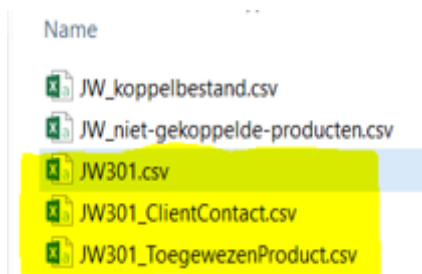 Name
JW_koppelbestand.csv
JW_niet-gekoppelde-producten.csv
JW301.csv
JW301_ClientContact.csv
JW301_ToegewezenProduct.csv